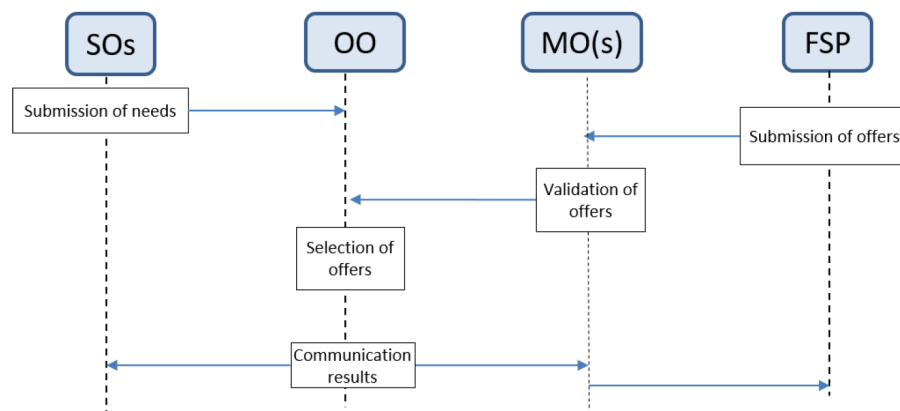 SOs
OO
MO(s)
FSP
Submission of needs
Submission of offers
Validation of
offers
Selection of
offers
Communication
results